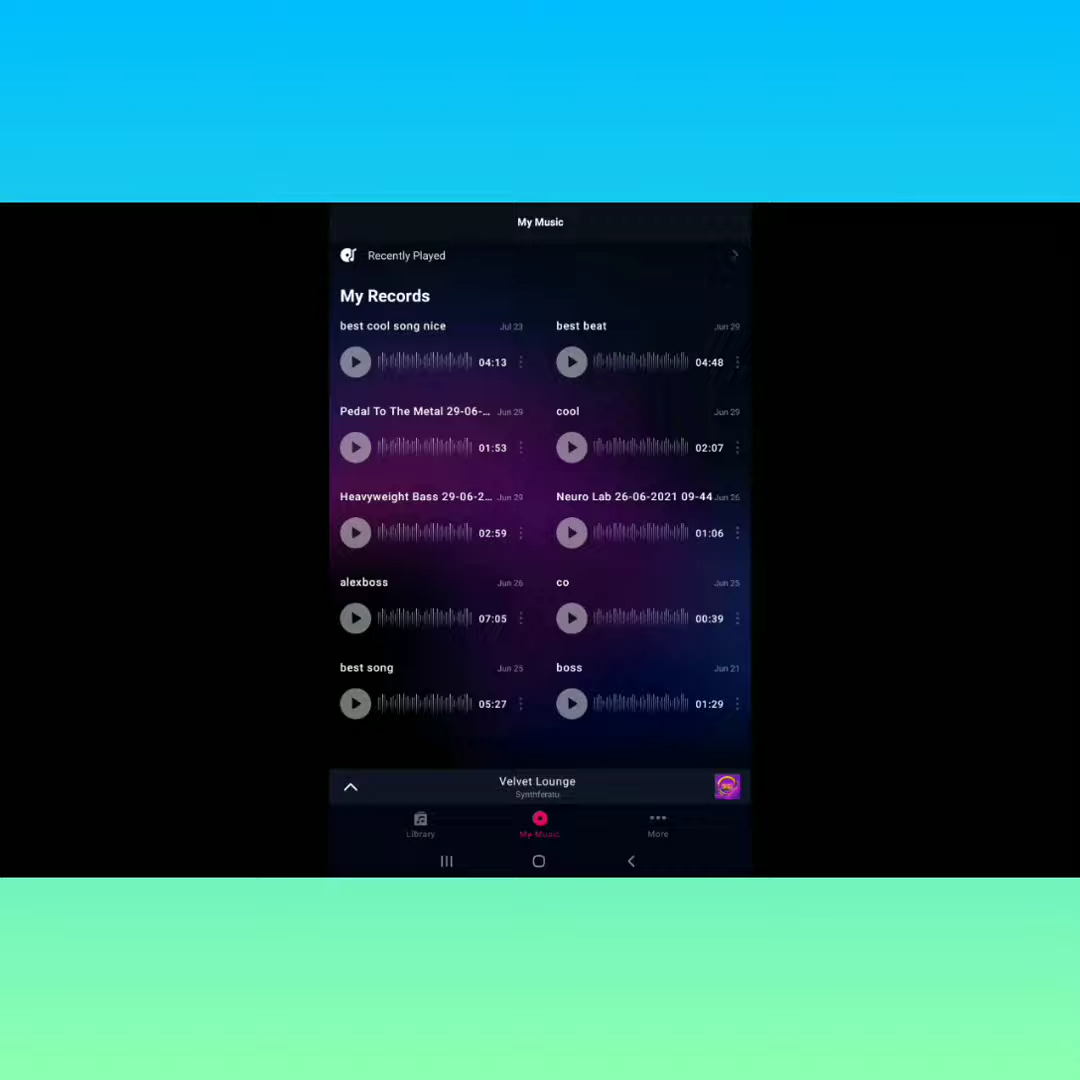 My Music
Recently Played
My Records
best cool song nice Jul 23
04:13
best beat Jun 29
04:48
Pedal To The Metal 29-06-... Jun 29
01:53
cool Jun 29
02:07
Heavyweight Bass 29-06-2... Jun 29
02:59
Neuro Lab 26-06-2021 09-44 Jun 26
01:06
alexboss Jun 26
07:05
co Jun 25
00:39
best song Jun 25
05:27
boss Jun 21
01:29
Velvet Lounge
Synthferatu
Library My Music More